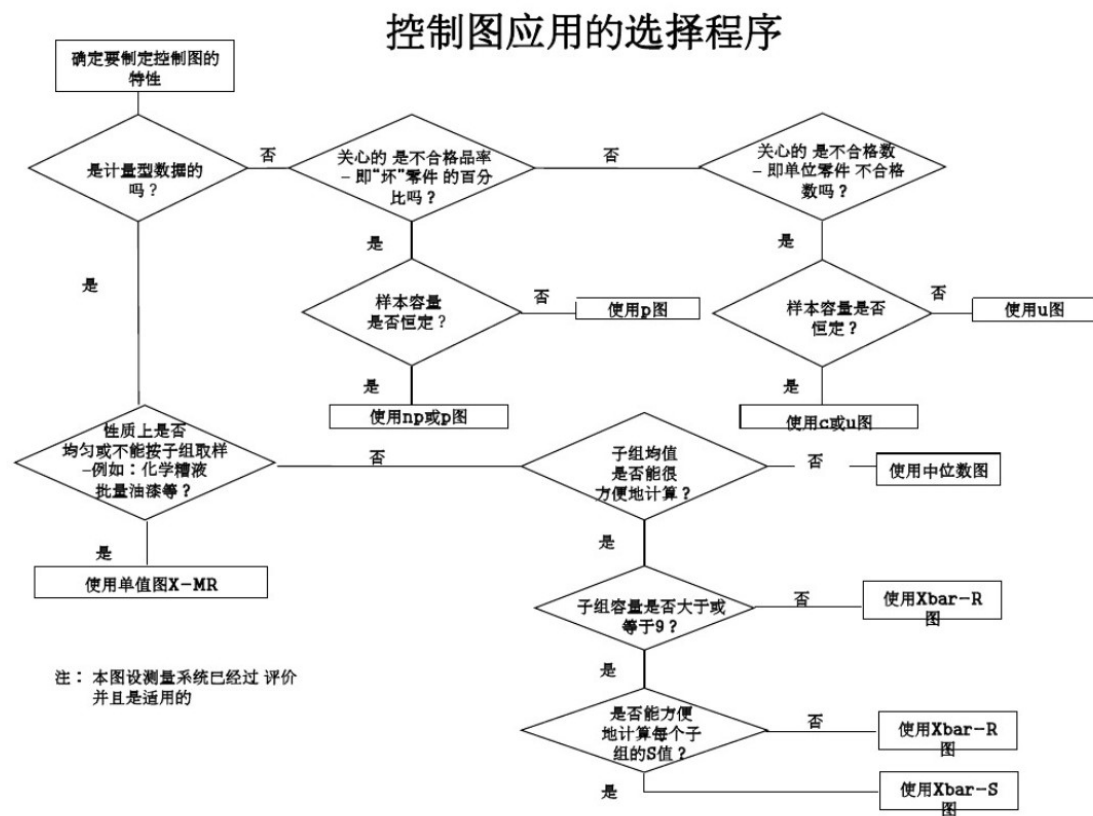 控制图应用的选择程序
确定要制定控制图的
特性
是计量型数据的
吗？
否
关心的 是不合格品率
–即“坏”零件 的百分
比吗？
否
关心的 是不合格数
–即单位零件 不合格
数吗？
是
是
是
样本容量
是否恒定？
否
使用p图
样本容量是否
恒定？
否
使用u图
是
使用np或p图
是
使用c或u图
性质上是否
均匀或不能按子组取样
–例如：化学糟液
批量油漆等？
否
子组均值
是否能很
方便地计算？
否
使用中位数图
是
使用单值图X-MR
是
子组容量是否大于或
等于9？
否
使用Xbar-R
图
注： 本图设测量系统已经过 评价
并且是适用的
是
是否能方便
地计算每个子
组的S值？
否
使用Xbar-R
图
是
使用Xbar-S
图